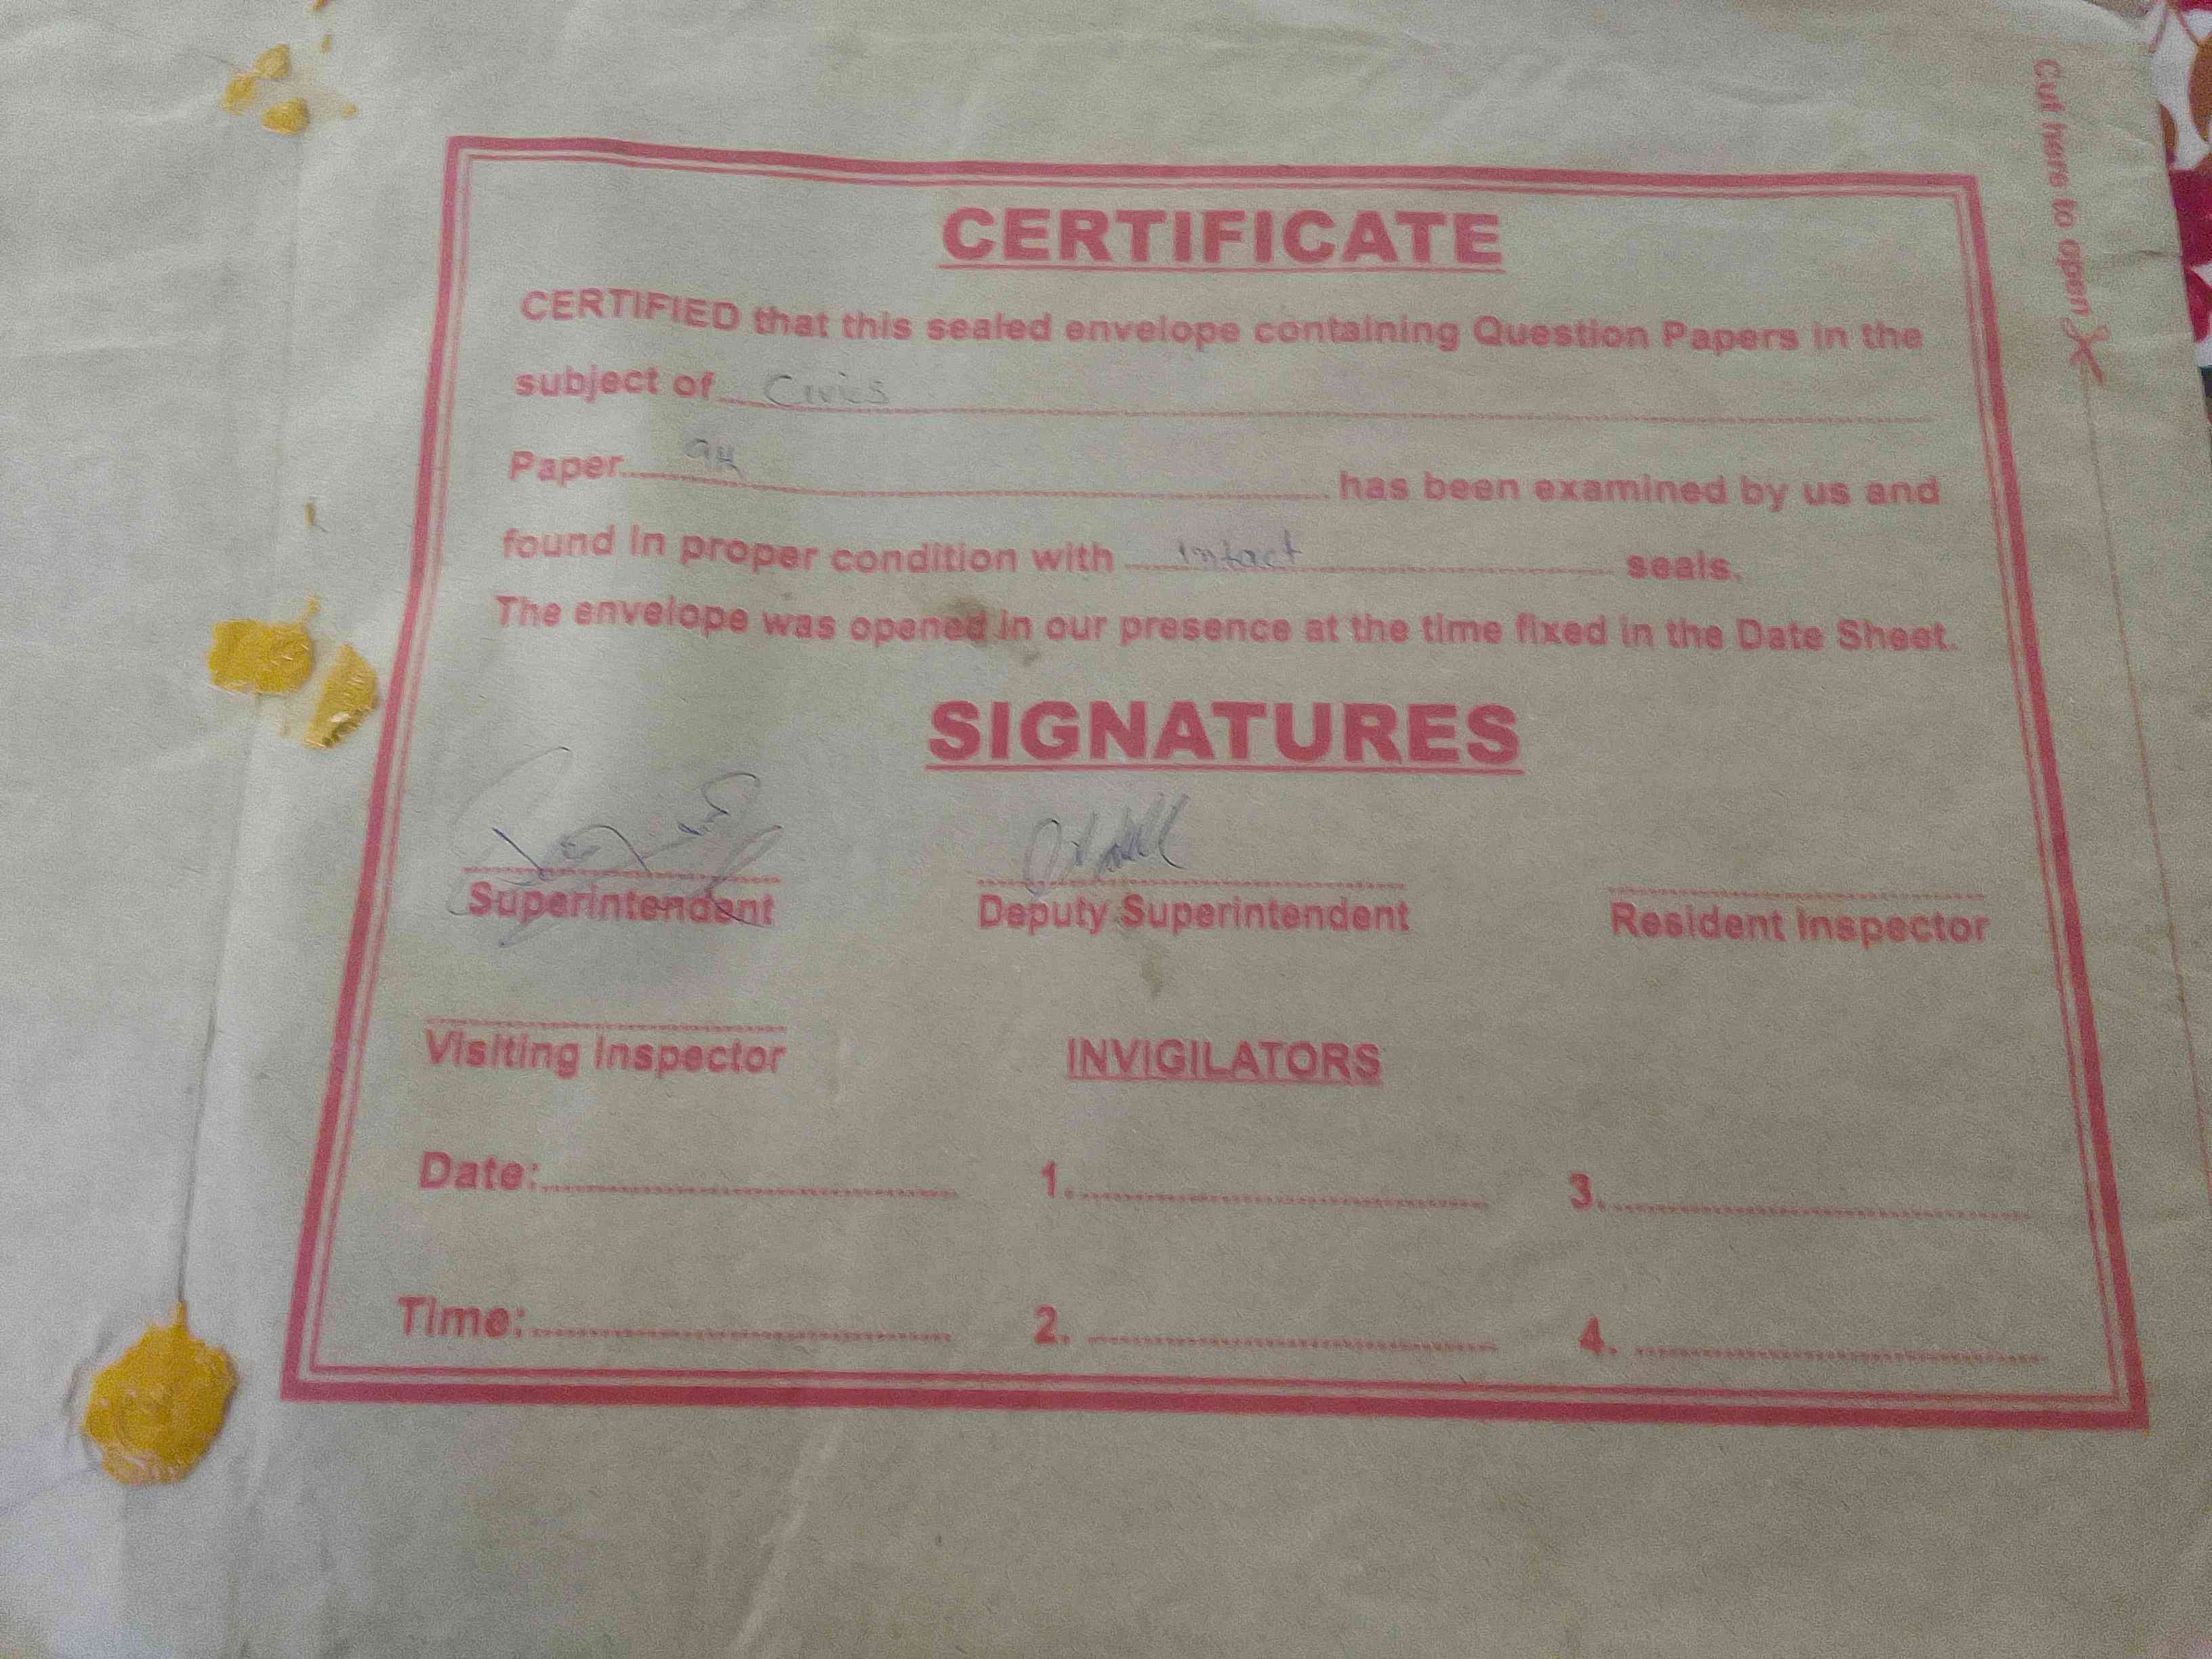 Cut here to open
CERTIFICATE
CERTIFIED that this sealed envelope containing Question Papers in the
subject of Civics
Paper 9th has been examined by us and
found in proper condition with intact seals.
The envelope was opened in our presence at the time fixed in the Date Sheet.
SIGNATURES
Superintendent Deputy Superintendent Resident Inspector
Visiting Inspector INVIGILATORS
Date: 1. 3.
Time: 2. 4.